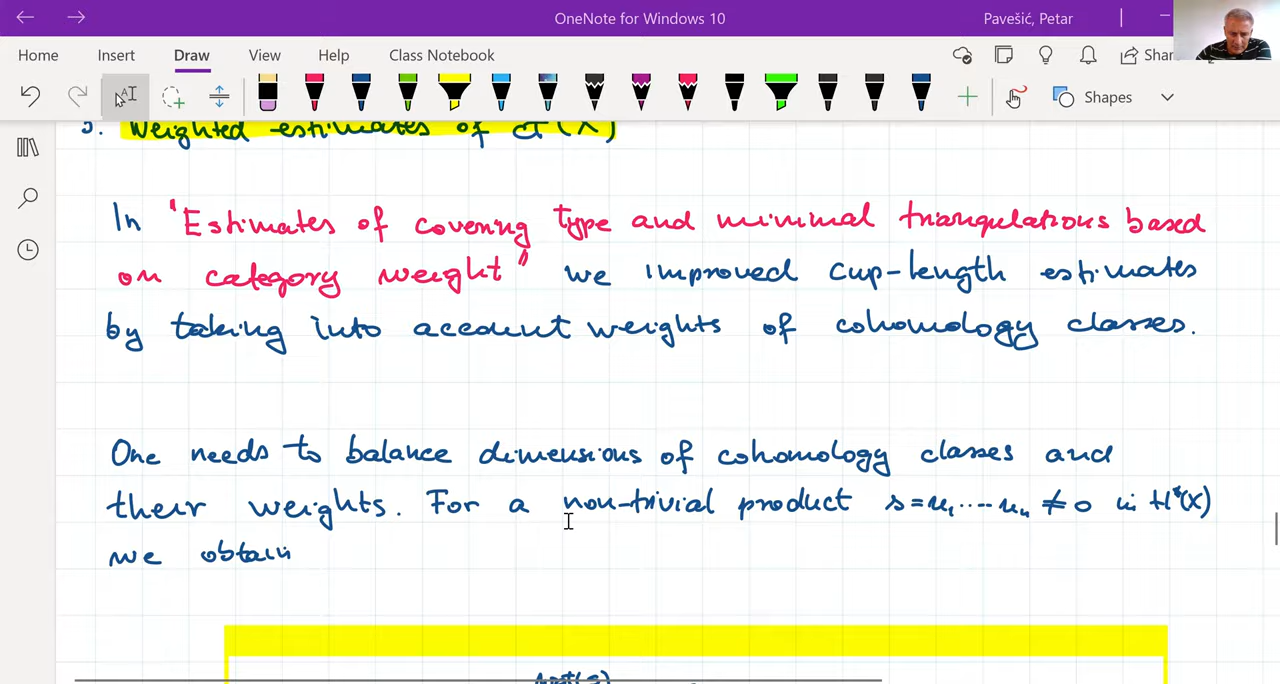 OneNote for Windows 10
Pavešić, Petar
Home Insert Draw View Help Class Notebook
Shar
Shapes
Weighted estimates of ct(X)
In "Estimates of covering type and minimal triangulations based
on category weight" we improved cup-length estimates
by taking into account weights of cohomology classes.
One needs to balance dimensions of cohomology classes and
their weights. For a non-trivial product s = u₁ ⋯ uₙ ≠ 0 in H*(X)
we obtain